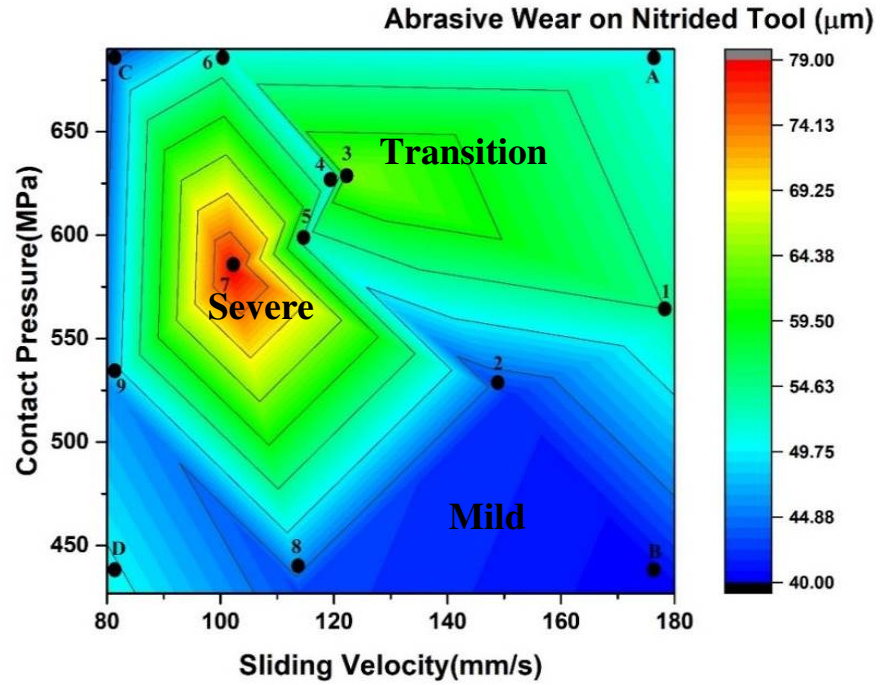 Abrasive Wear on Nitrided Tool (μm)
C
6
A
79.00
74.13
650
Transition
4
3
69.25
5
64.38
600
7
Severe
1
59.50
550
2
54.63
9
500
49.75
Mild
44.88
450
D
8
B
40.00
80
100
120
140
160
180
Contact Pressure(MPa)
Sliding Velocity(mm/s)